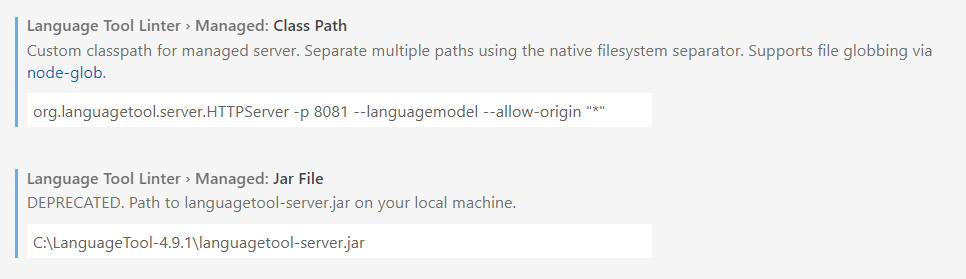 Language Tool Linter › Managed: Class Path
Custom classpath for managed server. Separate multiple paths using the native filesystem separator. Supports file globbing via
node-glob.
org.languagetool.server.HTTPServer -p 8081 --languagemodel --allow-origin "*"
Language Tool Linter › Managed: Jar File
DEPRECATED. Path to languagetool-server.jar on your local machine.
C:\LanguageTool-4.9.1\languagetool-server.jar